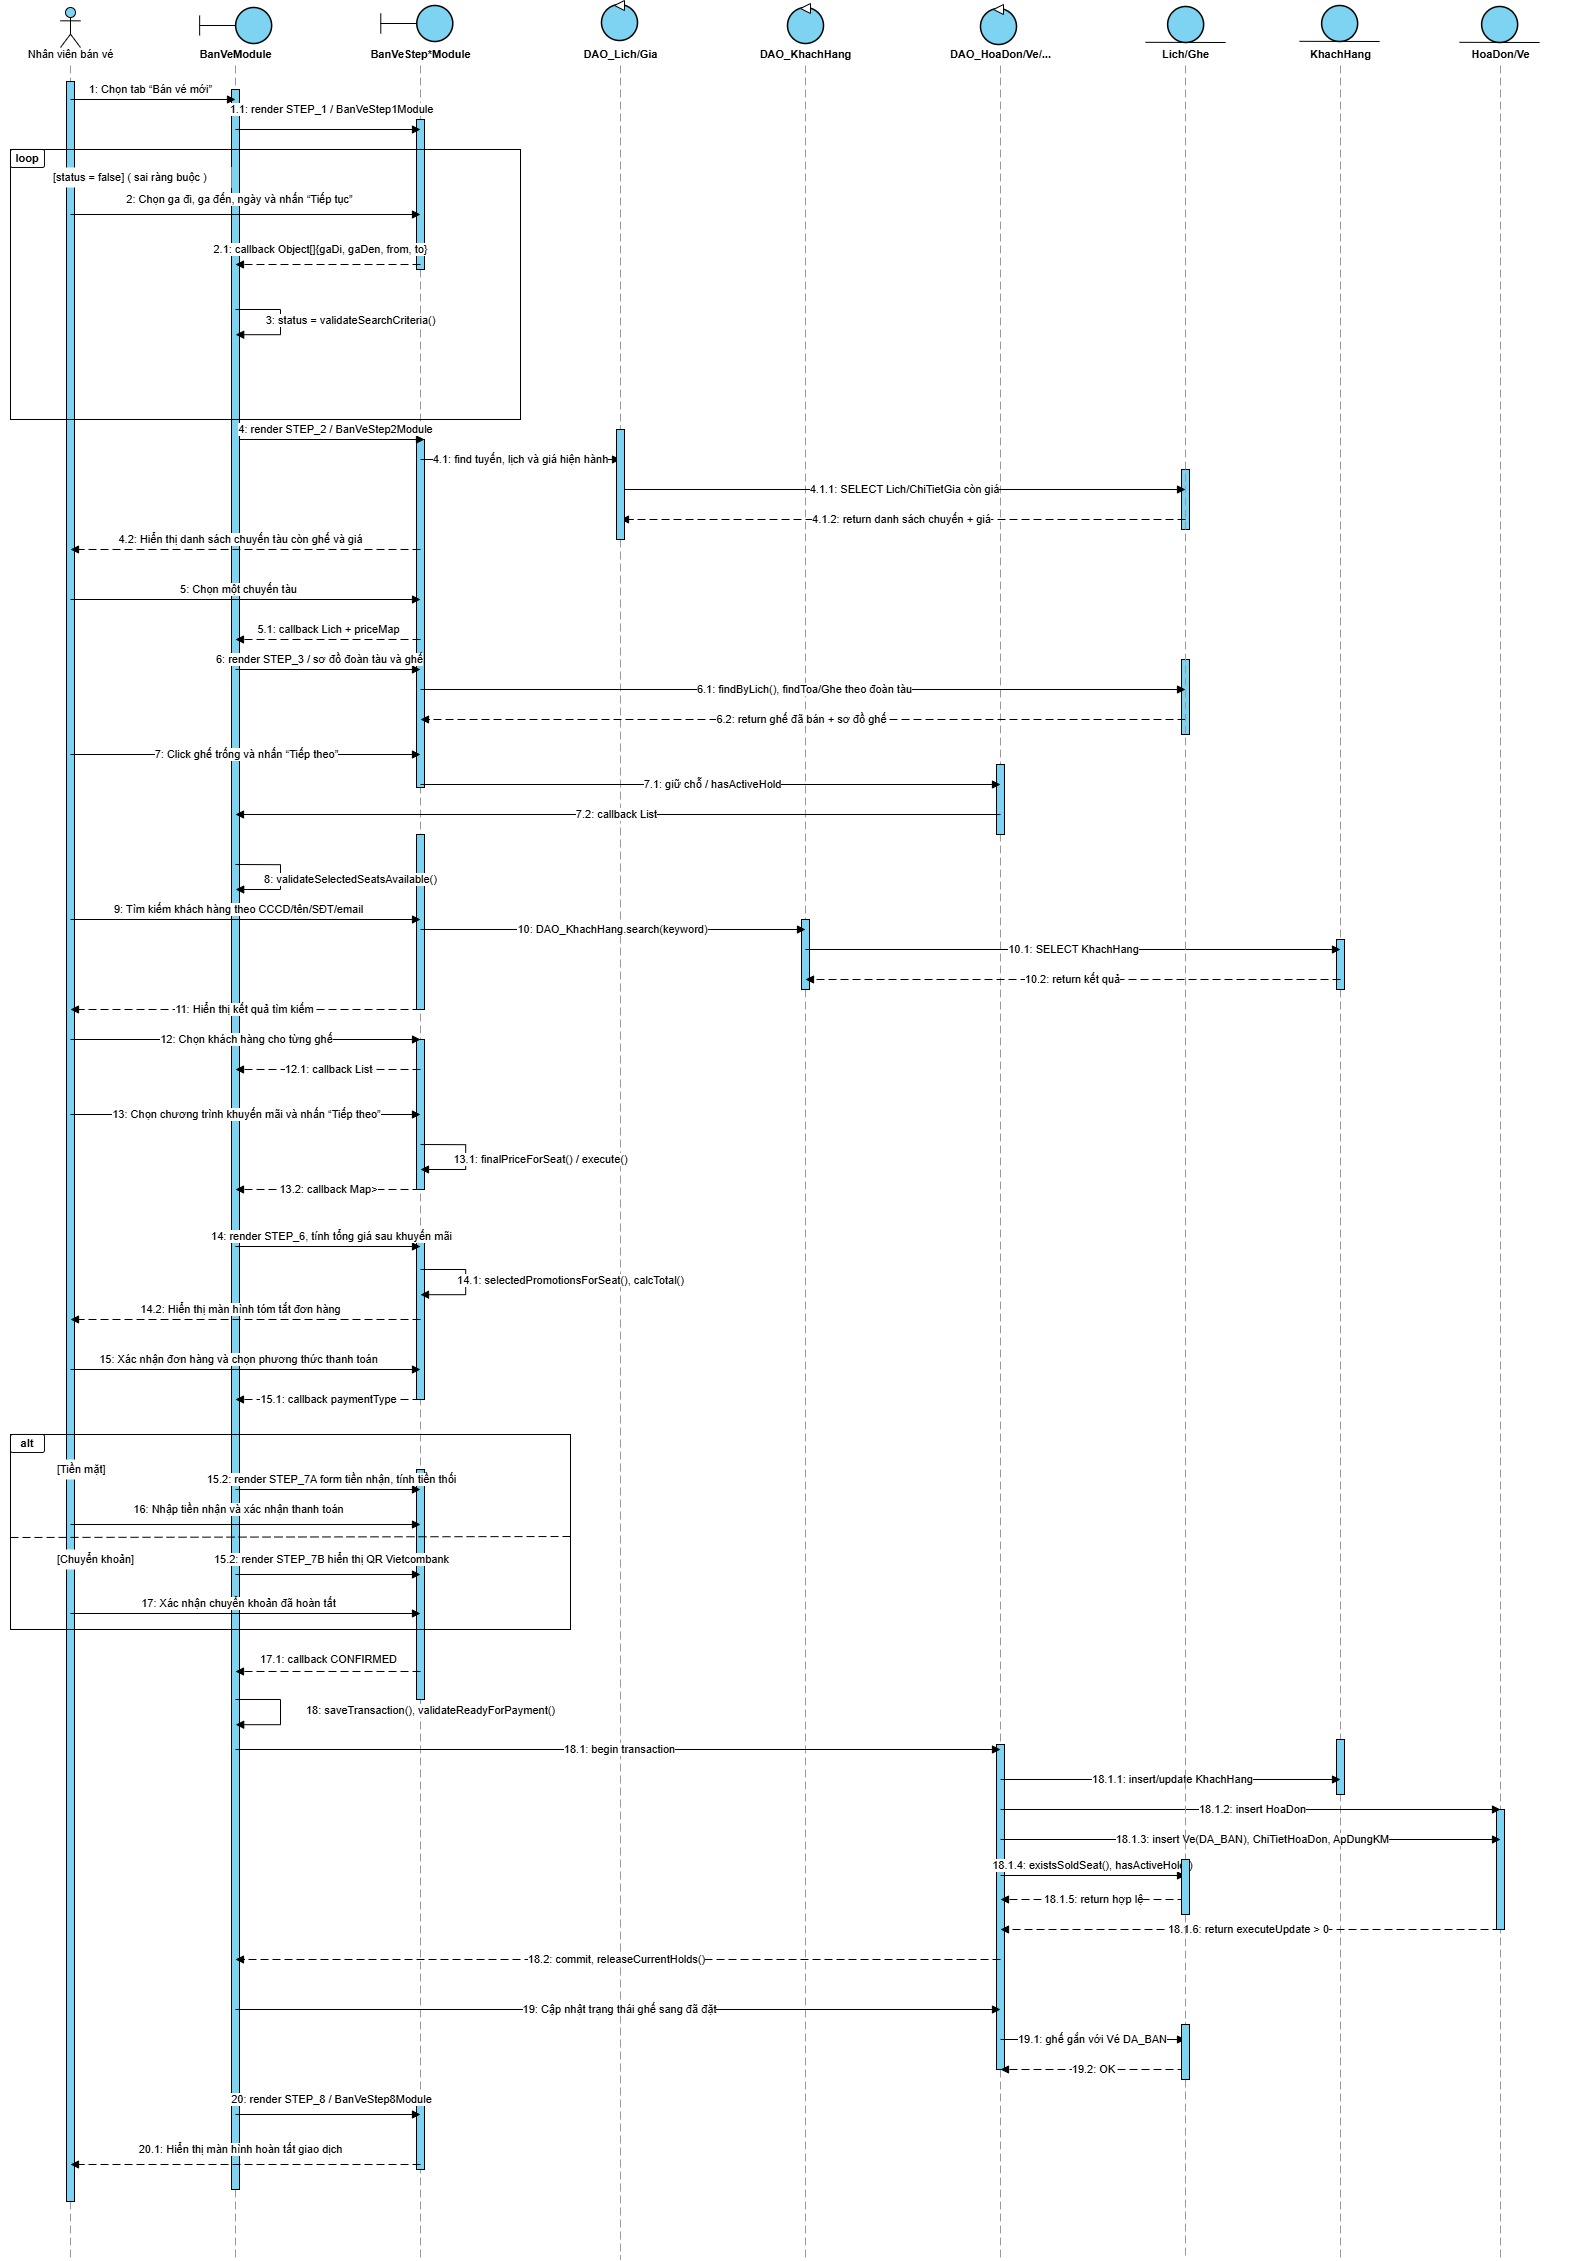 Nhân viên bán vé
BanVeModule
BanVeStep*Module
DAO_Lich/Gia
DAO_KhachHang
DAO_HoaDon/Ve/...
Lich/Ghe
KhachHang
HoaDon/Ve
1: Chọn tab “Bán vé mới”
1.1: render STEP_1 / BanVeStep1Module
loop
[status = false] ( sai ràng buộc )
2: Chọn ga đi, ga đến, ngày và nhấn “Tiếp tục”
2.1: callback Object[]{gaDi, gaDen, from, to}
3: status = validateSearchCriteria()
4: render STEP_2 / BanVeStep2Module
4.1: find tuyến, lịch và giá hiện hành
4.1.1: SELECT Lich/ChiTietGia còn giá
4.1.2: return danh sách chuyến + giá
4.2: Hiển thị danh sách chuyến tàu còn ghế và giá
5: Chọn một chuyến tàu
5.1: callback Lich + priceMap
6: render STEP_3 / sơ đồ đoàn tàu và ghế
6.1: findByLich(), findToa/Ghe theo đoàn tàu
6.2: return ghế đã bán + sơ đồ ghế
7: Click ghế trống và nhấn “Tiếp theo”
7.1: giữ chỗ / hasActiveHold
7.2: callback List
8: validateSelectedSeatsAvailable()
9: Tìm kiếm khách hàng theo CCCD/tên/SĐT/email
10: DAO_KhachHang.search(keyword)
10.1: SELECT KhachHang
10.2: return kết quả
11: Hiển thị kết quả tìm kiếm
12: Chọn khách hàng cho từng ghế
12.1: callback List
13: Chọn chương trình khuyến mãi và nhấn “Tiếp theo”
13.1: finalPriceForSeat() / execute()
13.2: callback Map>
14: render STEP_6, tính tổng giá sau khuyến mãi
14.1: selectedPromotionsForSeat(), calcTotal()
14.2: Hiển thị màn hình tóm tắt đơn hàng
15: Xác nhận đơn hàng và chọn phương thức thanh toán
15.1: callback paymentType
alt
[Tiền mặt]
15.2: render STEP_7A form tiền nhận, tính tiền thối
16: Nhập tiền nhận và xác nhận thanh toán
[Chuyển khoản]
15.2: render STEP_7B hiển thị QR Vietcombank
17: Xác nhận chuyển khoản đã hoàn tất
17.1: callback CONFIRMED
18: saveTransaction(), validateReadyForPayment()
18.1: begin transaction
18.1.1: insert/update KhachHang
18.1.2: insert HoaDon
18.1.3: insert Ve(DA_BAN), ChiTietHoaDon, ApDungKM
18.1.4: existsSoldSeat(), hasActiveHold()
18.1.5: return hợp lệ
18.1.6: return executeUpdate > 0
18.2: commit, releaseCurrentHolds()
19: Cập nhật trạng thái ghế sang đã đặt
19.1: ghế gắn với Vé DA_BAN
19.2: OK
20: render STEP_8 / BanVeStep8Module
20.1: Hiển thị màn hình hoàn tất giao dịch